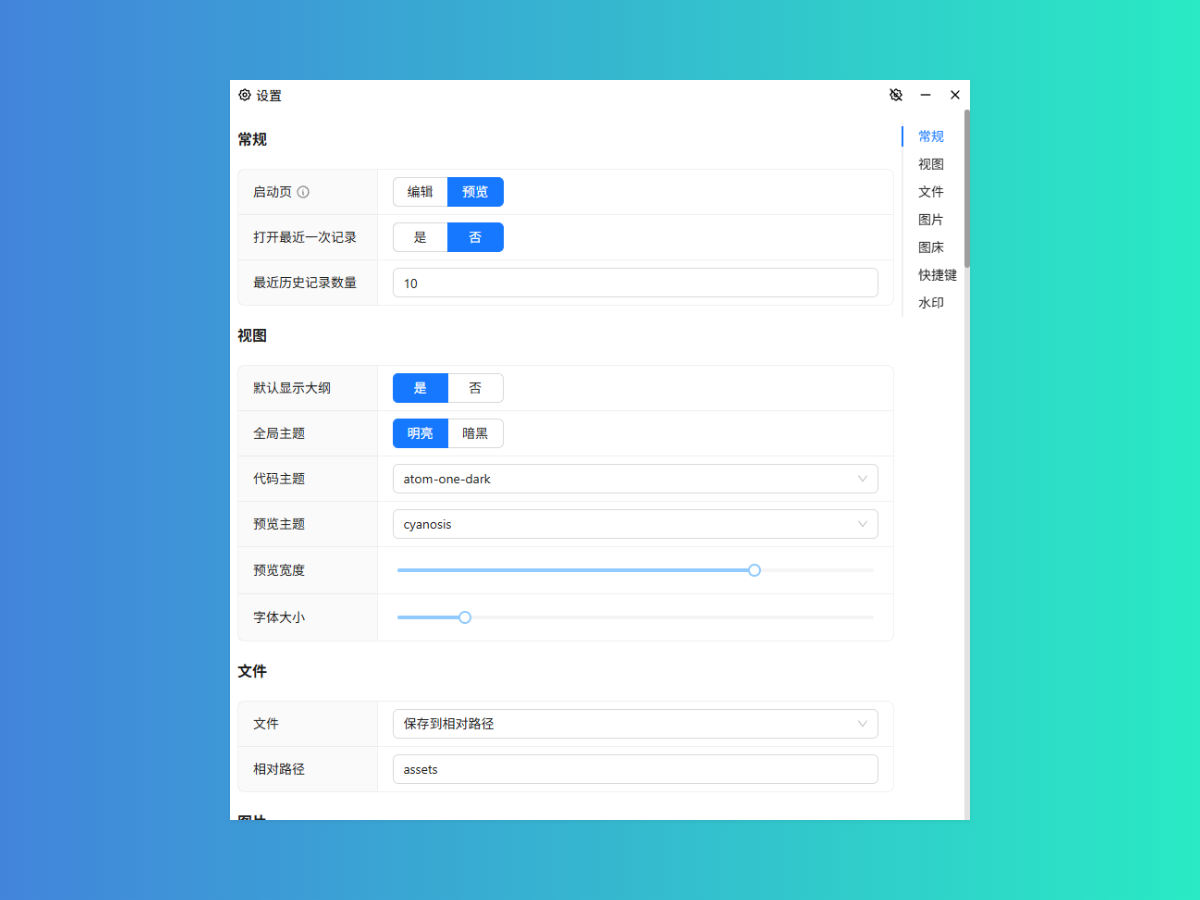 设置
常规
启动页
编辑
预览
打开最近一次记录
是
否
最近历史记录数量
10
视图
默认显示大纲
是
否
全局主题
明亮
暗黑
代码主题
atom-one-dark
预览主题
cyanosis
预览宽度
字体大小
文件
文件
保存到相对路径
相对路径
assets
图片
常规
视图
文件
图片
图床
快捷键
水印